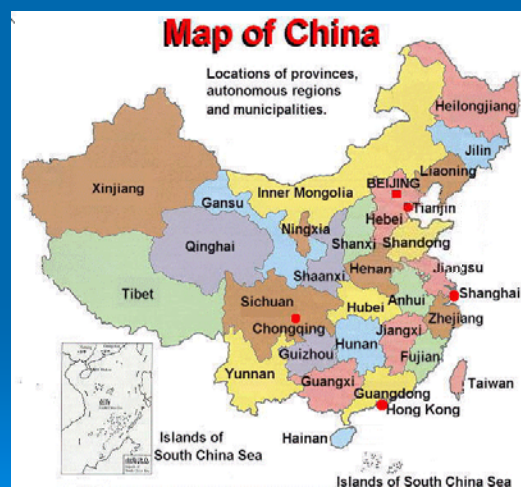 Map of China
Locations of provinces,
autonomous regions
and municipalities.
Heilongjiang
Jilin
Liaoning
Xinjiang
Inner Mongolia
BEIJING
Gansu
Tianjin
Ningxia
Hebei
Qinghai
Shanxi
Shandong
Shaanxi
Henan
Jiangsu
Tibet
Sichuan
Anhui
Shanghai
Hubei
Chongqing
Zhejiang
Hunan
Jiangxi
Guizhou
Fujian
Yunnan
Guangxi
Guangdong
Taiwan
Hong Kong
Hainan
Islands of
South China Sea
Islands of South China Sea